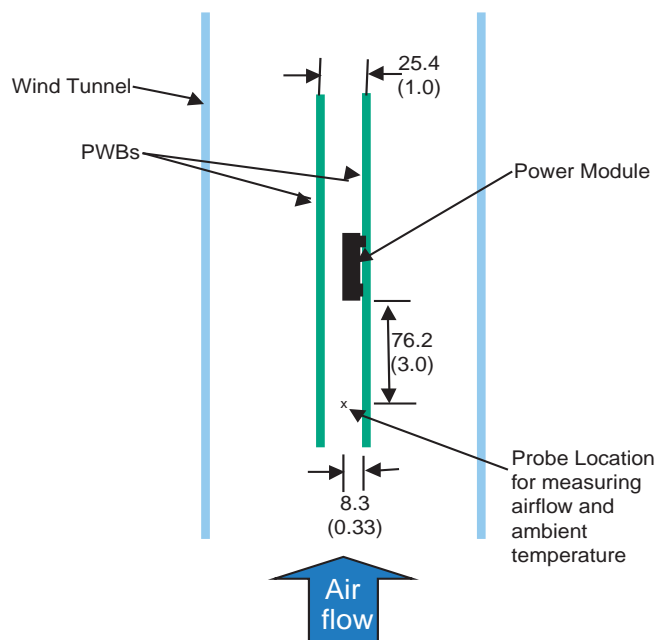 25.4
(1.0)
Wind Tunnel
PWBs
Power Module
76.2
(3.0)
x
Probe Location
for measuring
airflow and
ambient
temperature
8.3
(0.33)
Air
flow